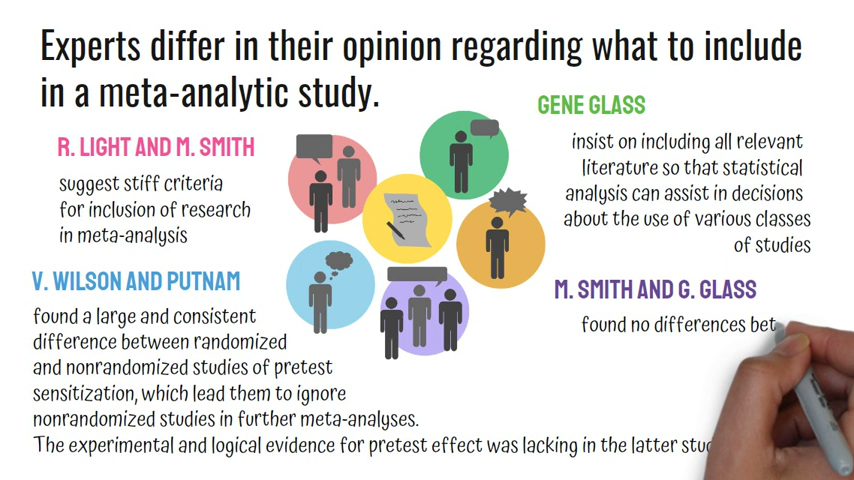 Experts differ in their opinion regarding what to include
in a meta-analytic study.
R. LIGHT AND M. SMITH
suggest stiff criteria
for inclusion of research
in meta-analysis
V. WILSON AND PUTNAM
found a large and consistent
difference between randomized
and nonrandomized studies of pretest
sensitization, which lead them to ignore
nonrandomized studies in further meta-analyses.
The experimental and logical evidence for pretest effect was lacking in the latter
GENE GLASS
insist on including all relevant
literature so that statistical
analysis can assist in decisions
about the use of various classes
of studies
M. SMITH AND G. GLASS
found no differences bet